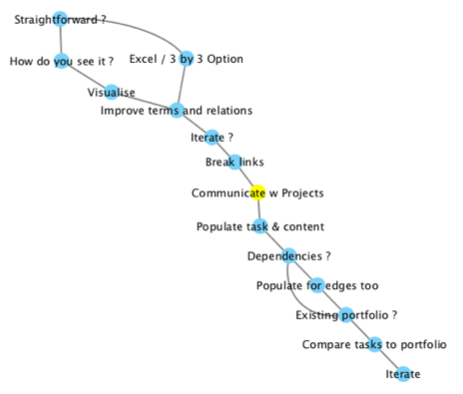 Straightforward ?
How do you see it ?
Excel / 3 by 3 Option
Visualise
Improve terms and relations
Iterate ?
Break links
Communicate w Projects
Populate task & content
Dependencies ?
Populate for edges too
Existing portfolio ?
Compare tasks to portfolio
Iterate